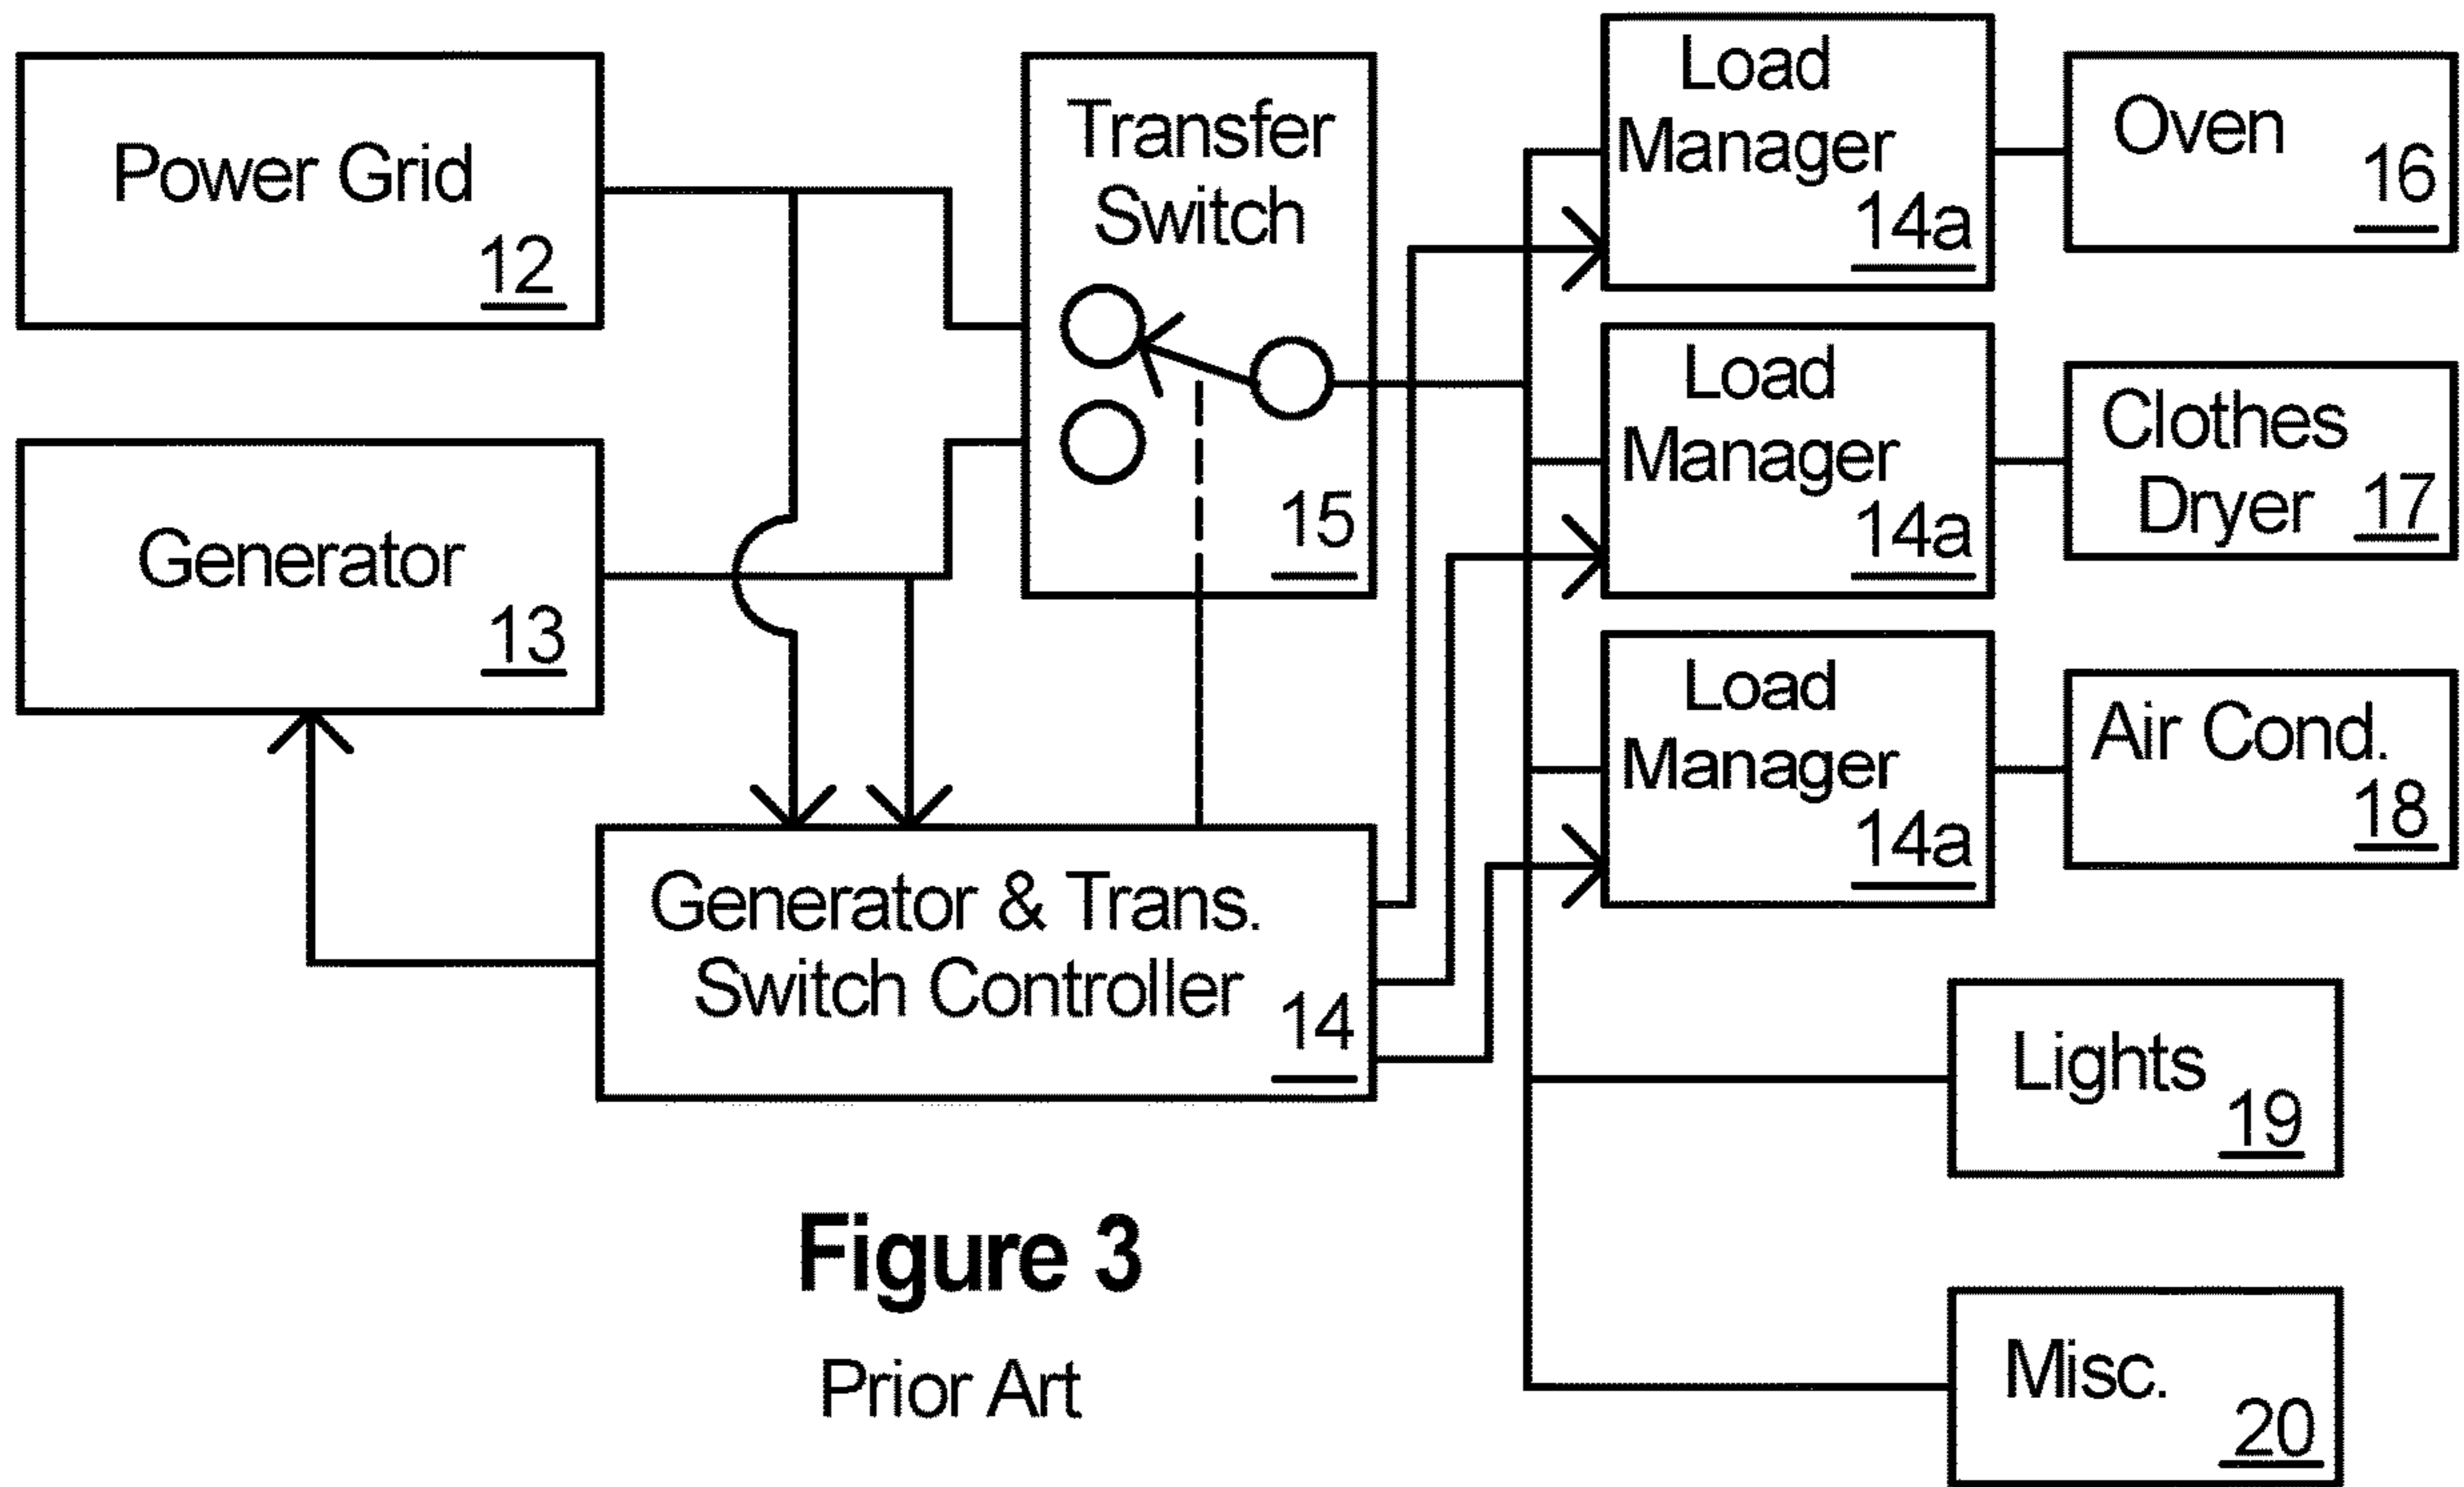 Power Grid
12
Generator
13
Transfer
Switch
15
Generator & Trans.
Switch Controller
14
Load
Manager
14a
Oven
16
Load
Manager
14a
Clothes
Dryer
17
Load
Manager
14a
Air Cond.
18
Lights
19
Misc.
20
Figure 3
Prior Art